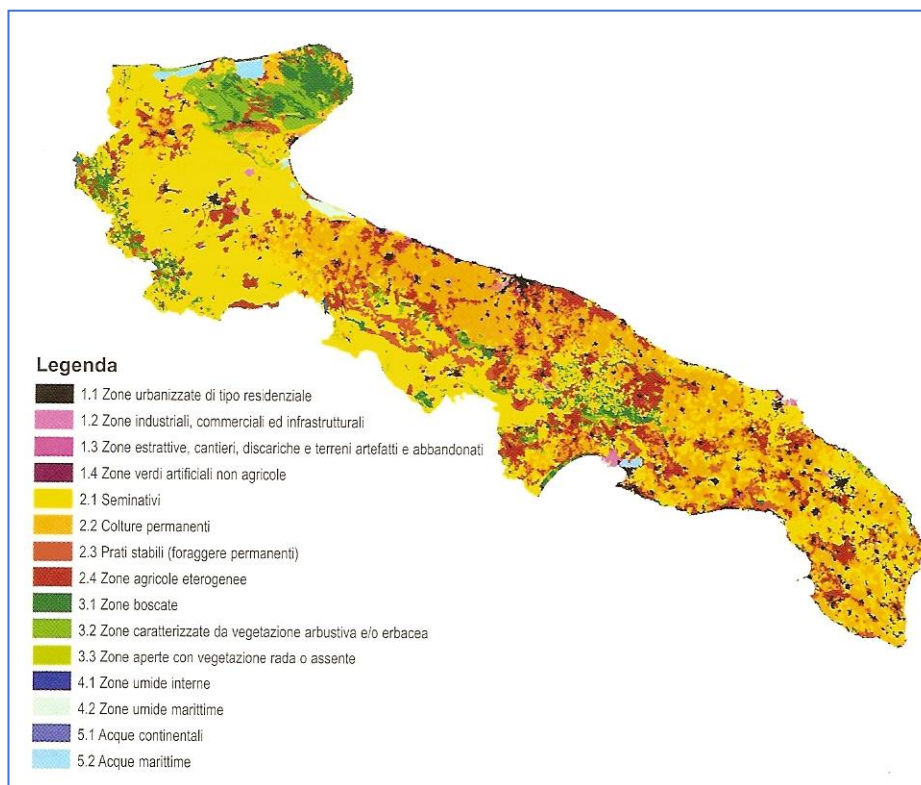 Legenda
1.1 Zone urbanizzate di tipo residenziale
1.2 Zone industriali, commerciali ed infrastrutturali
1.3 Zone estrattive, cantieri, discariche e terreni artefatti e abbandonati
1.4 Zone verdi artificiali non agricole
2.1 Seminativi
2.2 Colture permanenti
2.3 Prati stabili (foraggere permanenti)
2.4 Zone agricole eterogenee
3.1 Zone boscate
3.2 Zone caratterizzate da vegetazione arbustiva e/o erbacea
3.3 Zone aperte con vegetazione rada o assente
4.1 Zone umide interne
4.2 Zone umide marittime
5.1 Acque continentali
5.2 Acque marittime